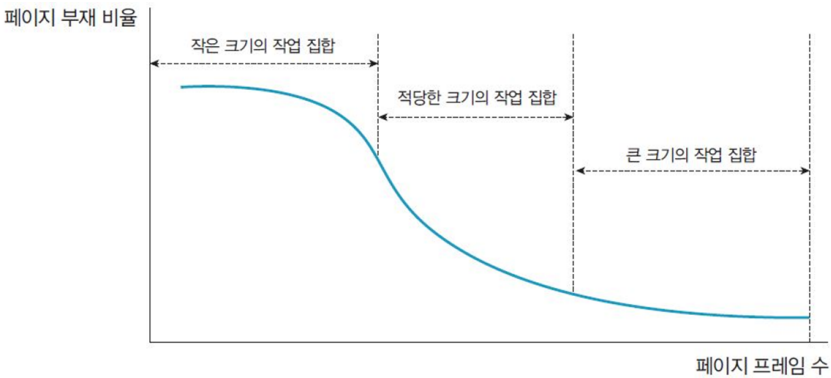 페이지 부재 비율
작은 크기의 작업 집합
적당한 크기의 작업 집합
큰 크기의 작업 집합
페이지 프레임 수